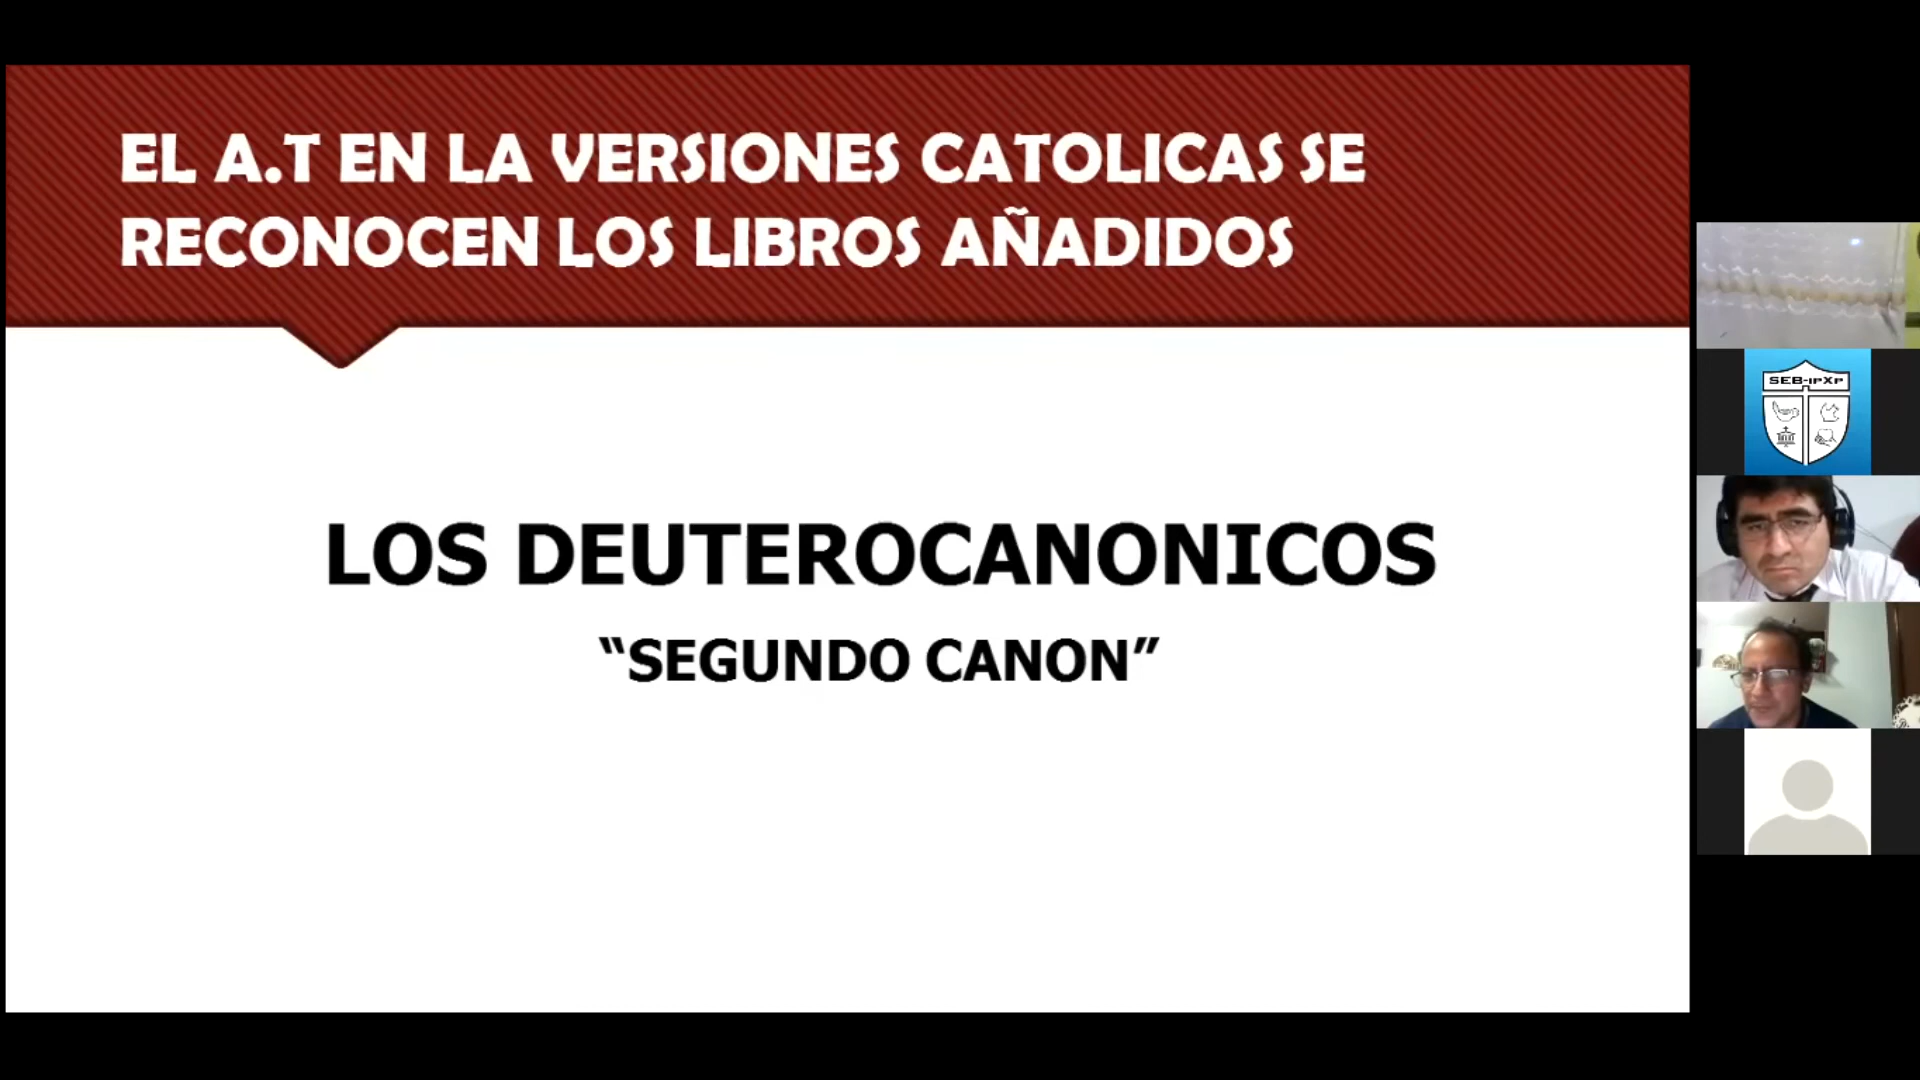 EL A.T EN LA VERSIONES CATOLICAS SE
RECONOCEN LOS LIBROS AÑADIDOS
LOS DEUTEROCANONICOS
“SEGUNDO CANON”
SEB-IPXP